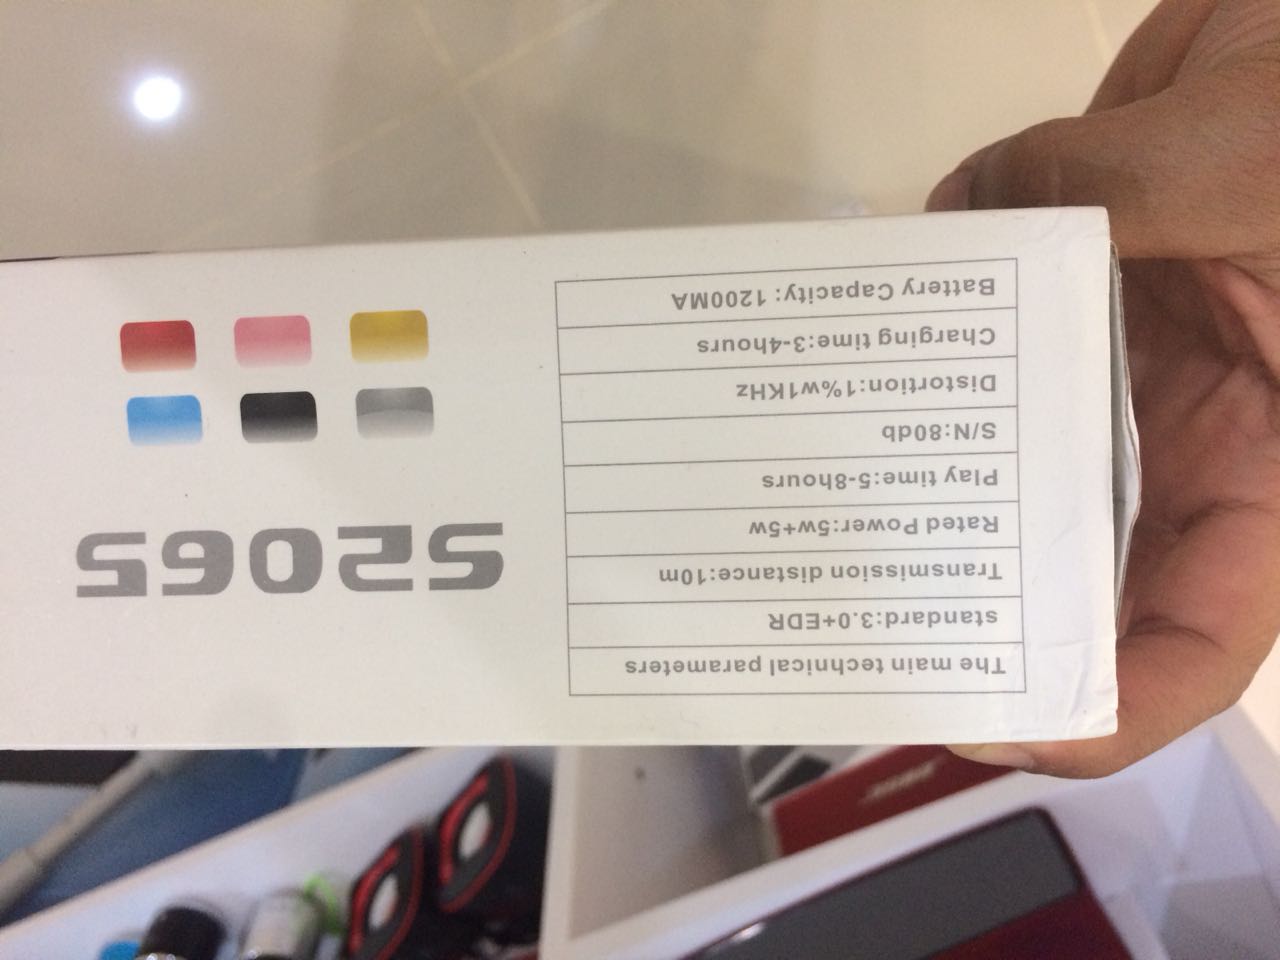 The main technical parameters
standard:3.0+EDR
Transmission distance:10m
Rated Power:5w+5w
Play time:5-8hours
S/N:80db
Distortion:1%w1KHz
Charging time:3-4hours
Battery Capacity: 1200MA
S2065